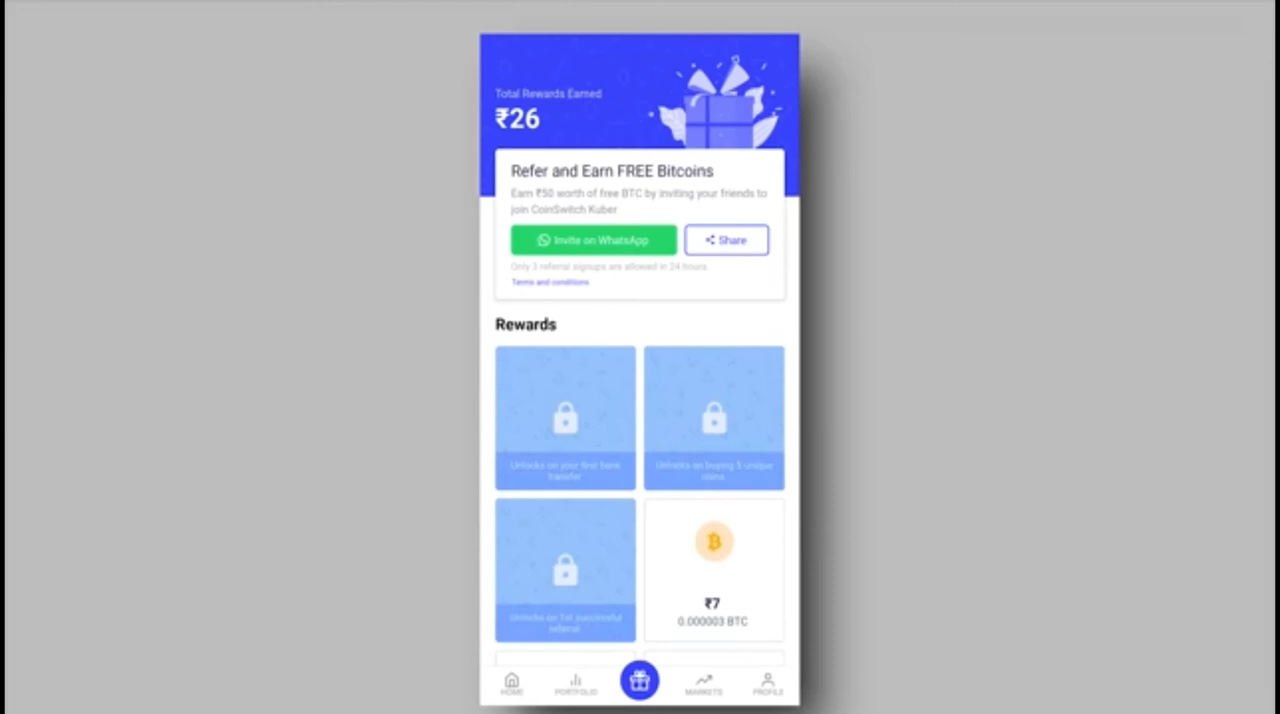 Total Rewards Earned
₹26
Refer and Earn FREE Bitcoins
Earn ₹50 worth of free BTC by inviting your friends to
join CoinSwitch Kuber
Invite on WhatsApp
Share
Only 3 referral signups are allowed in 24 hours.
Terms and conditions
Rewards
Unlocks on your first bank
transfer
Unlocks on buying 5 unique
coins
Unlocks on 1st successful
referral
₹7
0.000003 BTC
HOME
PORTFOLIO
MARKETS
PROFILE